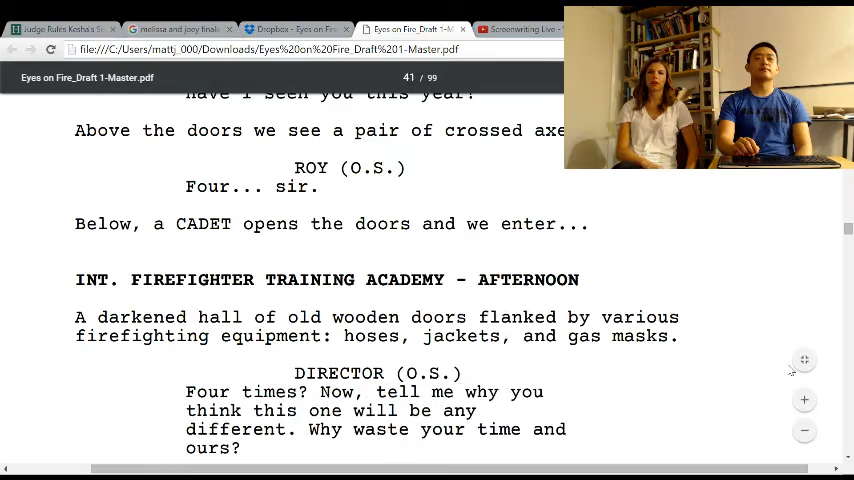 Judge Rules Kesha's Se
melissa and joey finale
Dropbox - Eyes on Fire
Eyes on Fire_Draft 1-M
Screenwriting Live -
file:///C:/Users/mattj_000/Downloads/Eyes%20on%20Fire_Draft%201-Master.pdf
Eyes on Fire_Draft 1-Master.pdf
41 / 99
have I seen you this year?
Above the doors we see a pair of crossed axe
ROY (O.S.)
Four... sir.
Below, a CADET opens the doors and we enter...
INT. FIREFIGHTER TRAINING ACADEMY - AFTERNOON
A darkened hall of old wooden doors flanked by various
firefighting equipment: hoses, jackets, and gas masks.
DIRECTOR (O.S.)
Four times? Now, tell me why you
think this one will be any
different. Why waste your time and
ours?